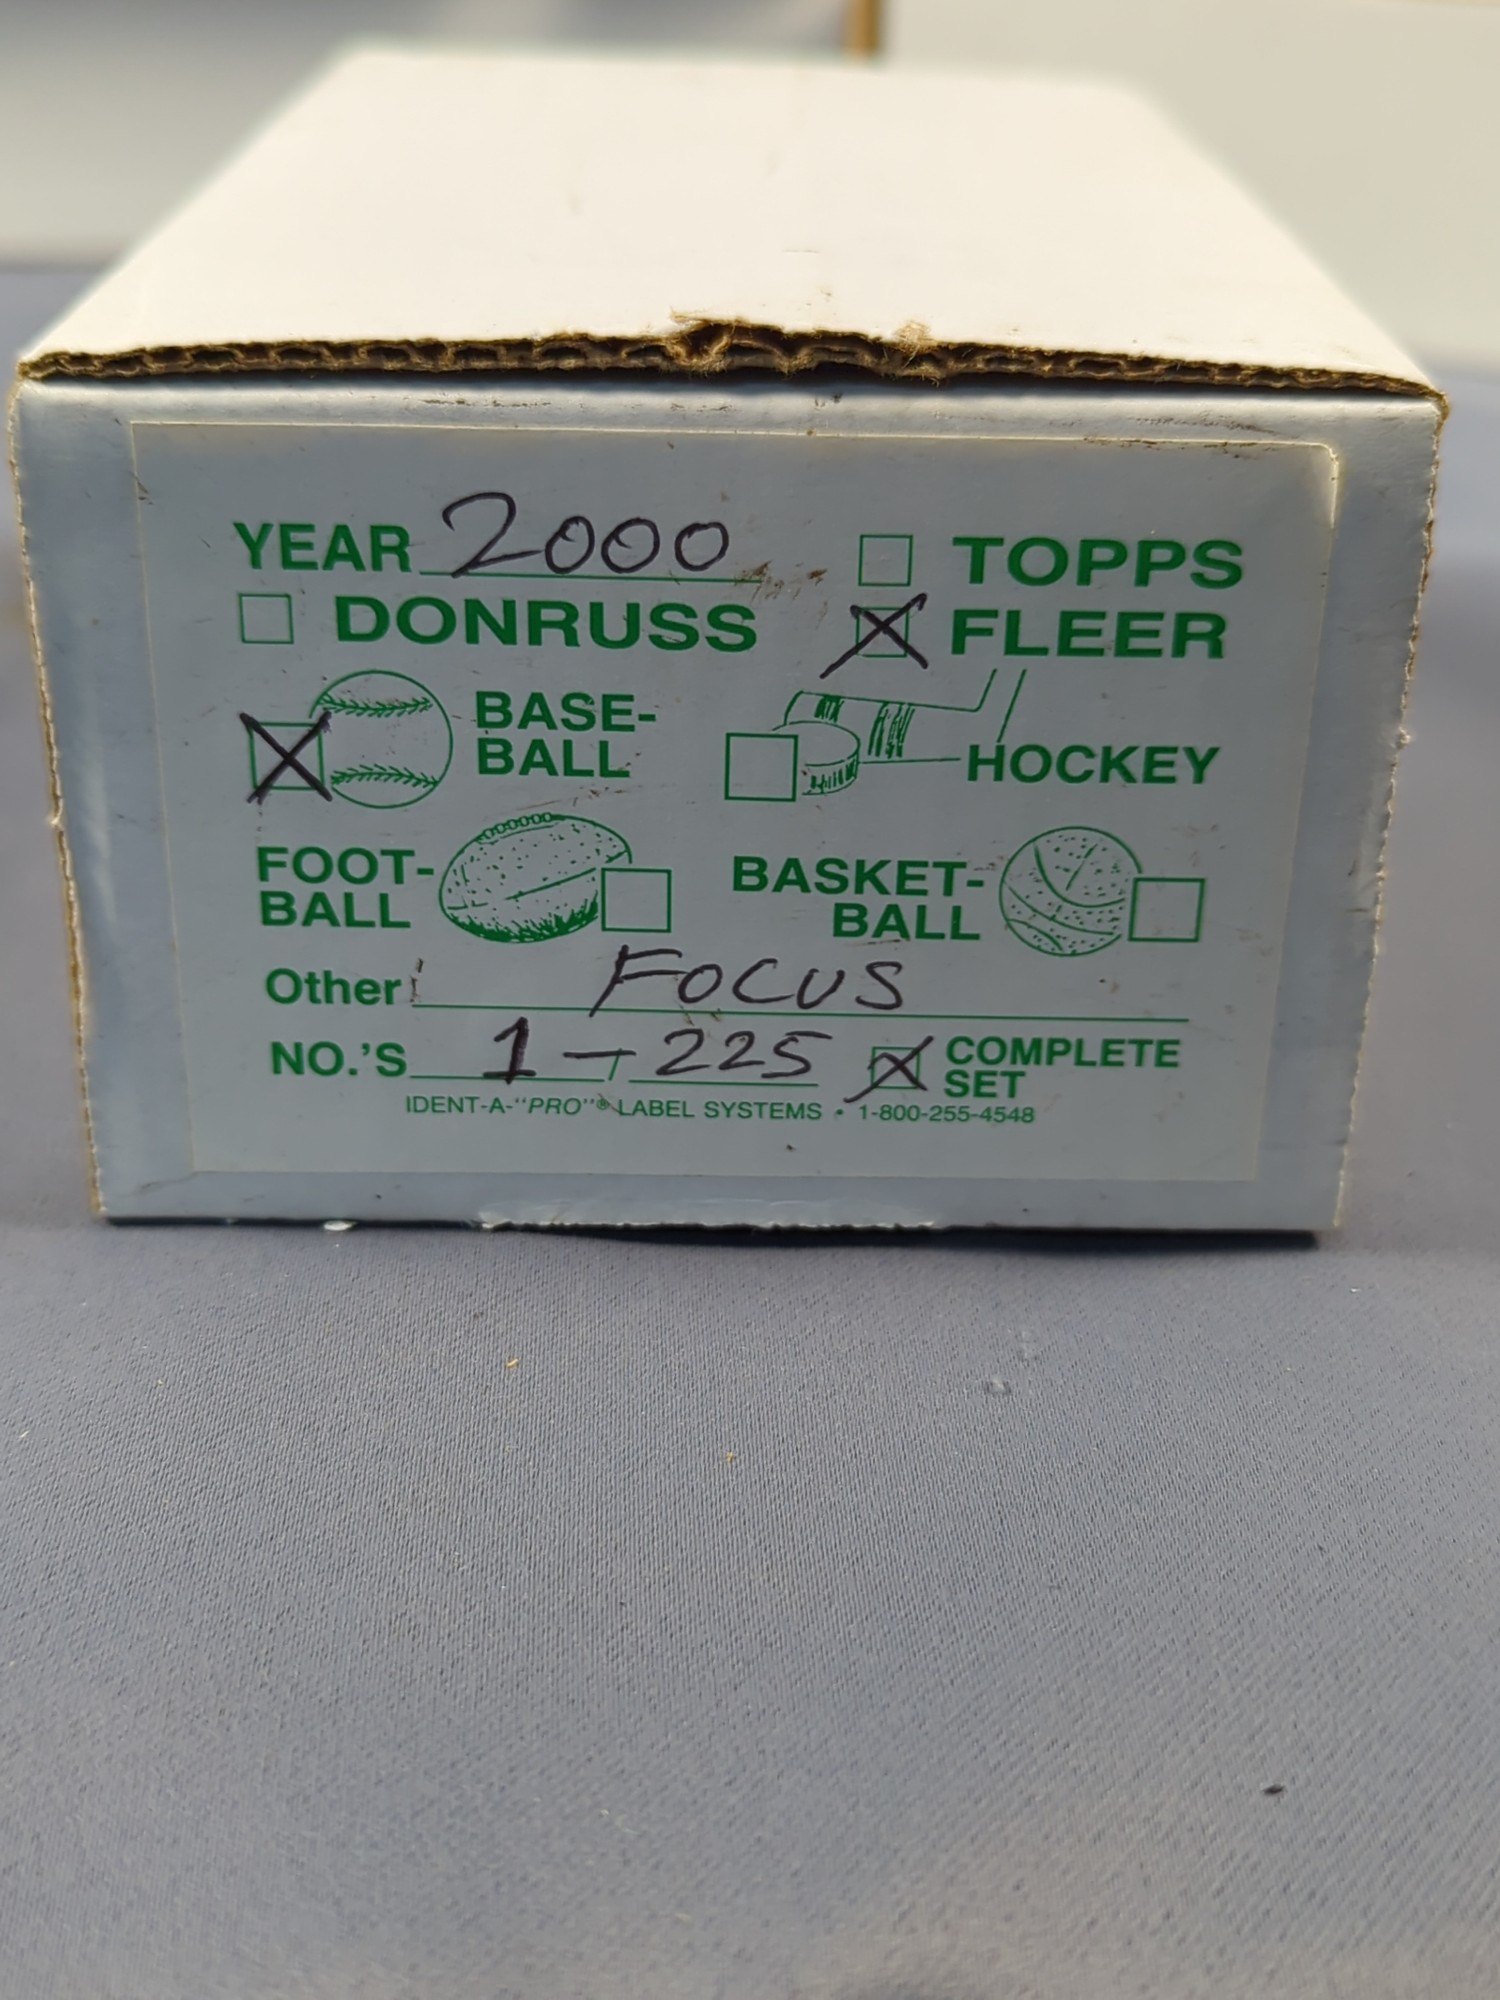 YEAR 2000 TOPPS
DONRUSS FLEER
BASE-
BALL
HOCKEY
FOOT-
BALL
BASKET-
BALL
Other FOCUS
NO.'S 1-225 COMPLETE
SET
IDENT-A-"PRO"® LABEL SYSTEMS • 1-800-255-4548